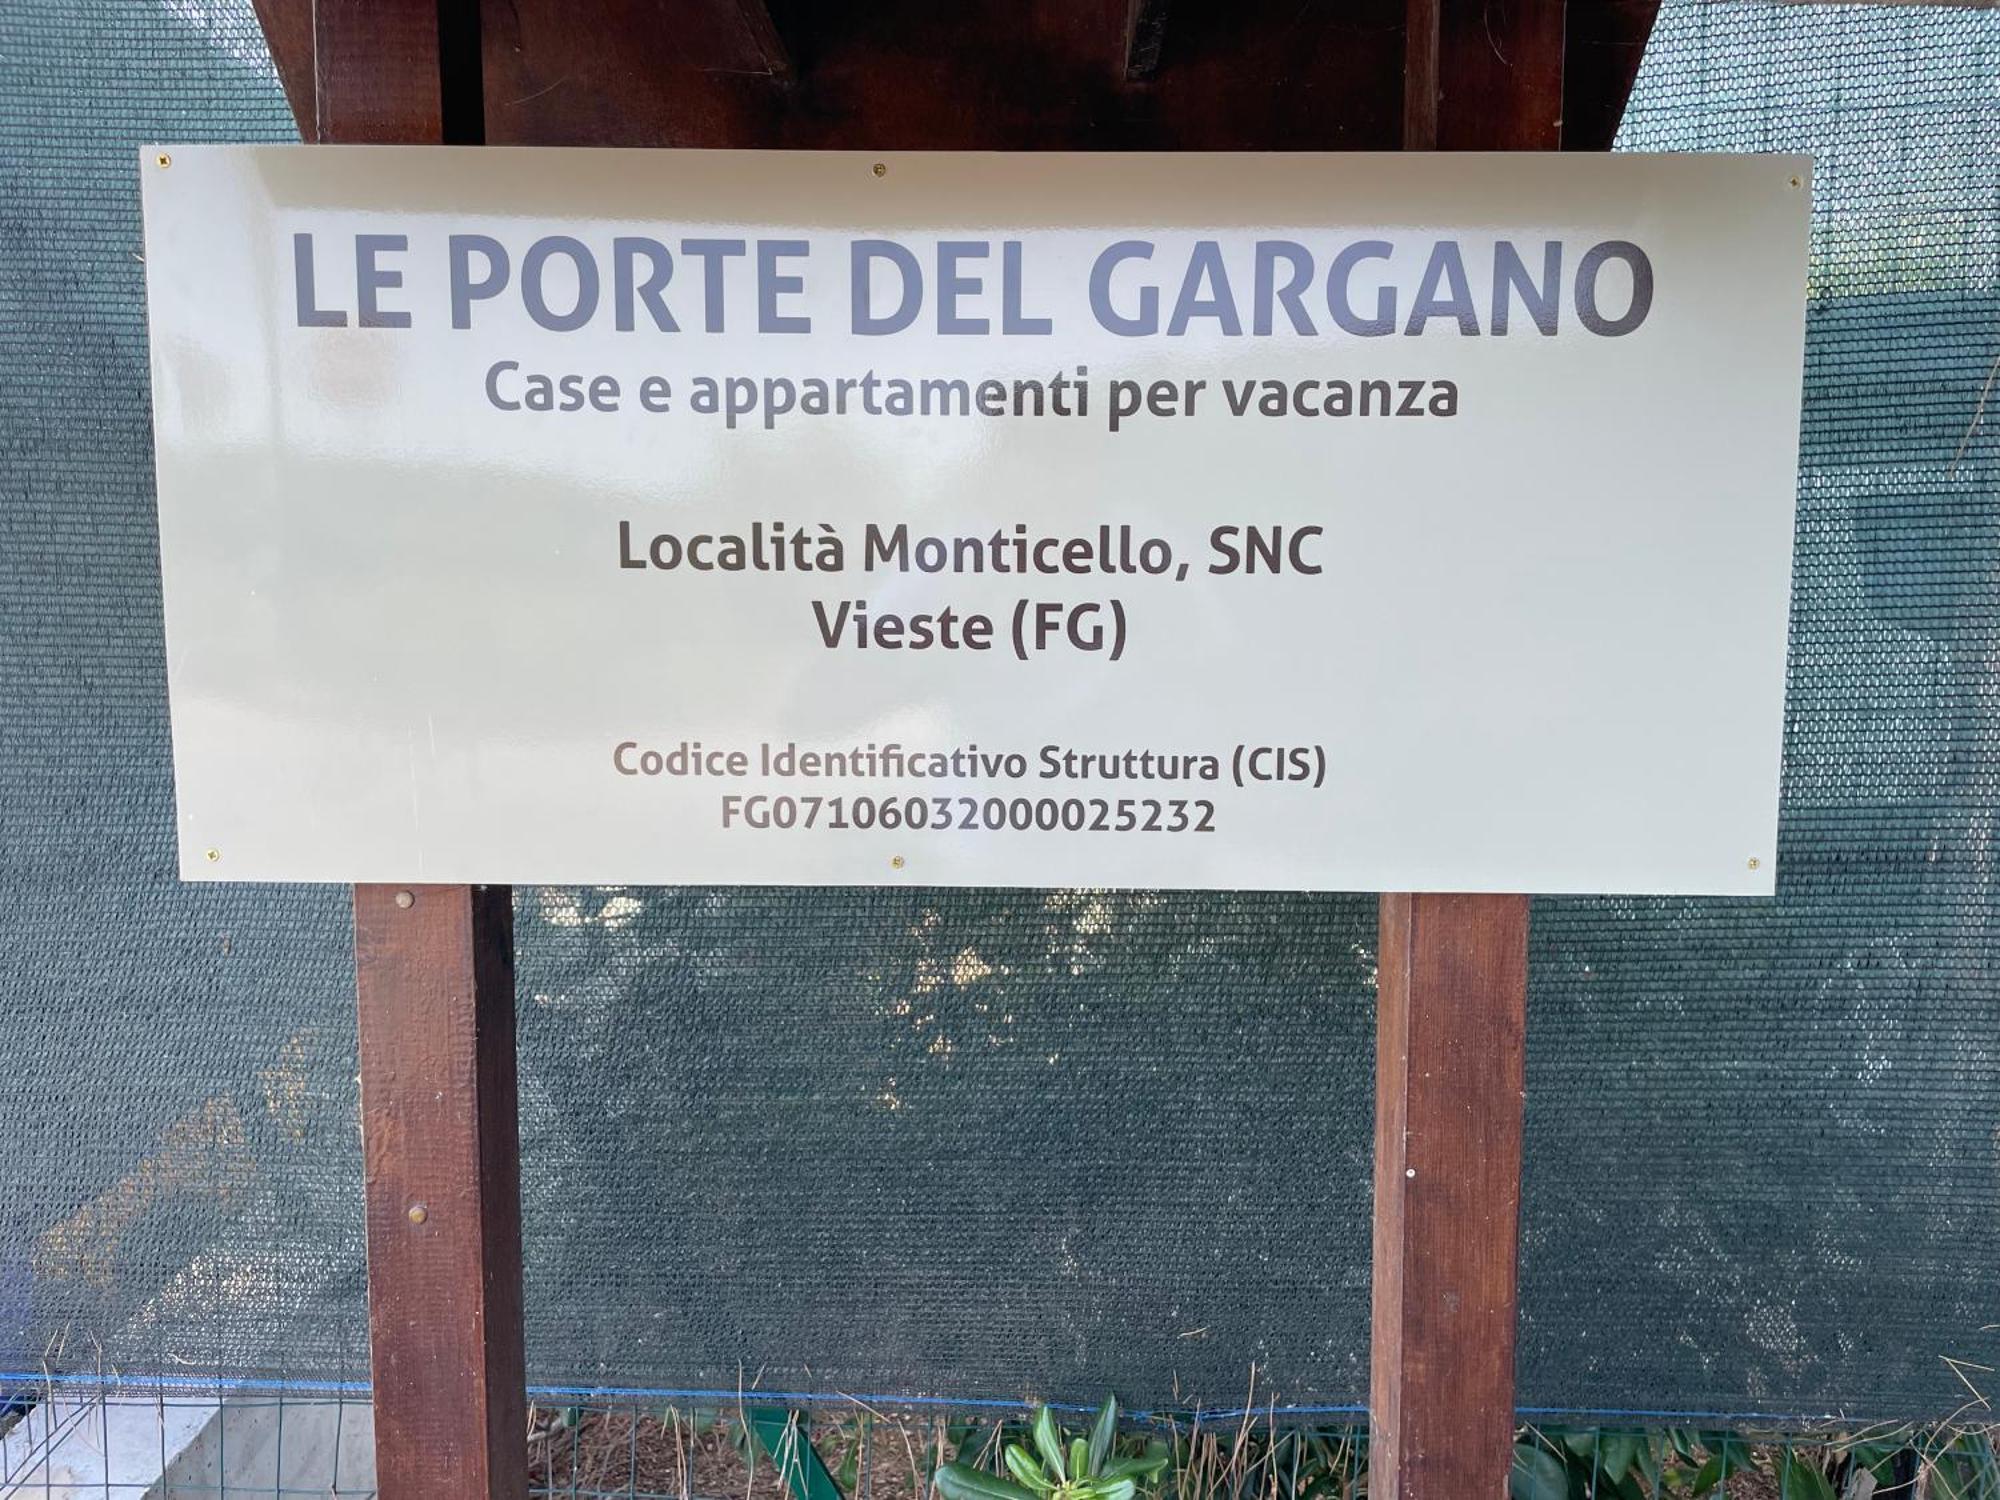 LE PORTE DEL GARGANO
Case e appartamenti per vacanza
Località Monticello, SNC
Vieste (FG)
Codice Identificativo Struttura (CIS)
FG07106032000025232